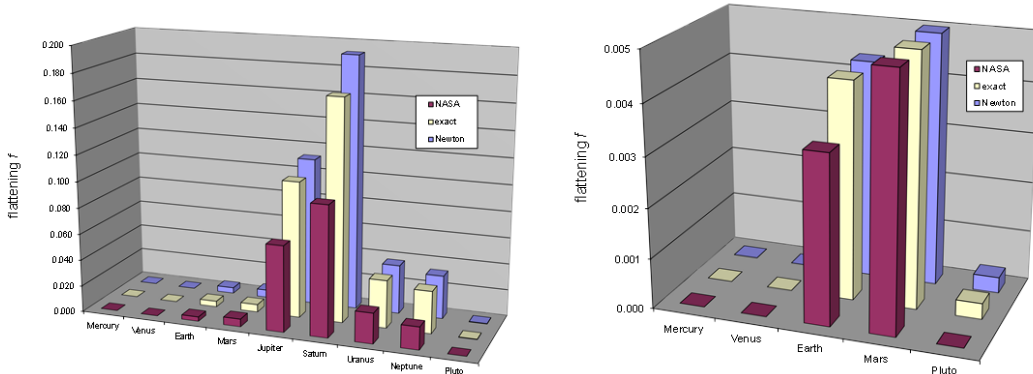 0.200
0.180
0.160
0.140
0.120
0.100
0.080
0.060
0.040
0.020
0.000
flattening f
NASA
exact
Newton
Mercury
Venus
Earth
Mars
Jupiter
Saturn
Uranus
Neptune
Pluto
0.005
0.004
0.003
0.002
0.001
0.000
flattening f
NASA
exact
Newton
Mercury
Venus
Earth
Mars
Pluto